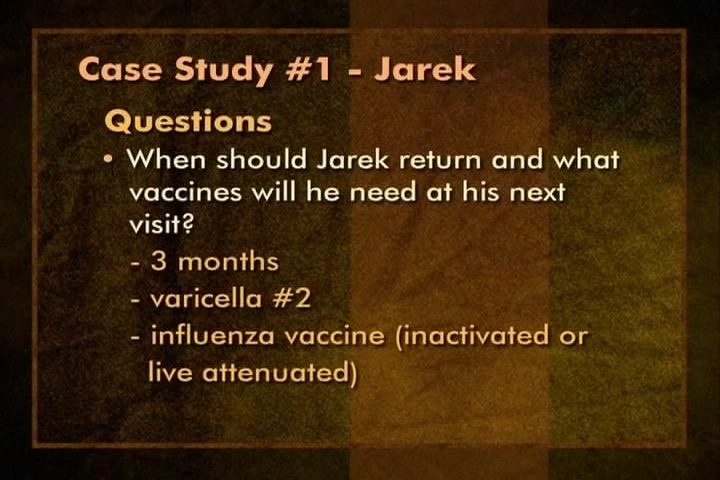 Case Study #1 - Jarek
Questions
• When should Jarek return and what
vaccines will he need at his next
visit?
- 3 months
- varicella #2
- influenza vaccine (inactivated or
live attenuated)